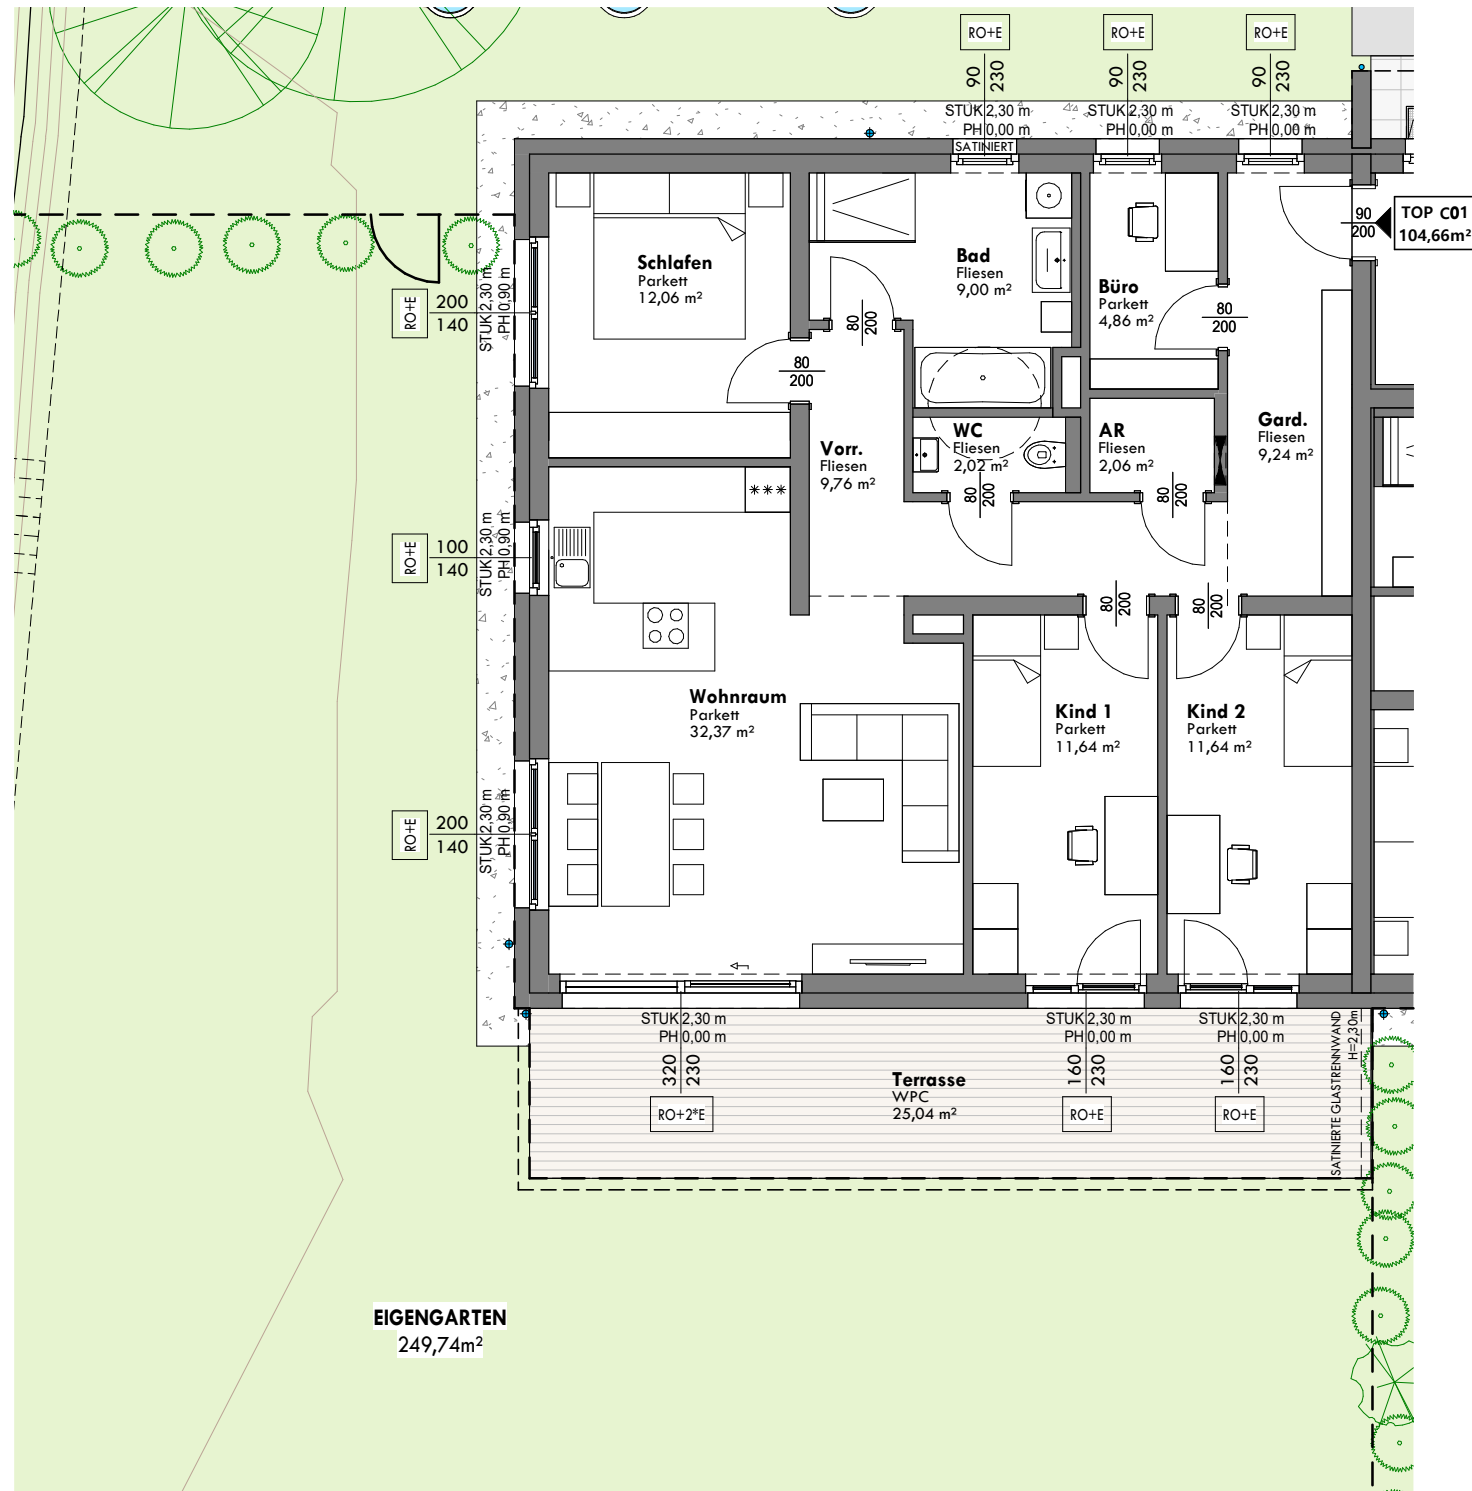 RO+E
RO+E
RO+E
90
230
90
230
90
230
STUK 2,30 m
PH 0,00 m
STUK 2,30 m
PH 0,00 m
STUK 2,30 m
PH 0,00 m
SATINIERT
90
200
TOP C01
104,66m²
Schlafen
Parkett
12,06 m²
Bad
Fliesen
9,00 m²
Büro
Parkett
4,86 m²
RO+E
200
140
STUK 2,30 m
PH 0,90 m
80
200
80
200
80
200
Vorr.
Fliesen
9,76 m²
WC
Fliesen
2,02 m²
AR
Fliesen
2,06 m²
Gard.
Fliesen
9,24 m²
***
80
200
80
200
RO+E
100
140
STUK 2,30 m
PH 0,90 m
80
200
80
200
Wohnraum
Parkett
32,37 m²
Kind 1
Parkett
11,64 m²
Kind 2
Parkett
11,64 m²
RO+E
200
140
STUK 2,30 m
PH 0,90 m
STUK 2,30 m
PH 0,00 m
STUK 2,30 m
PH 0,00 m
STUK 2,30 m
PH 0,00 m
320
230
160
230
160
230
RO+2*E
RO+E
RO+E
Terrasse
WPC
25,04 m²
SATINIERTE GLASTRENNWAND
H=2,30m
EIGENGARTEN
249,74m²